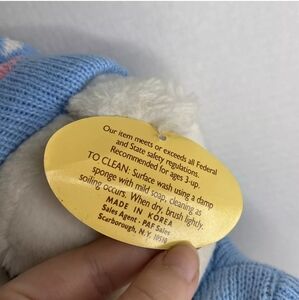 Our item meets or exceeds all Federal
and State safety regulations.
Recommended for ages 3-up.
TO CLEAN: Surface wash using a damp
sponge with mild soap, cleaning as
soiling occurs. When dry, brush lightly.
MADE IN KOREA
Sales Agent - PAF Sales
Scarborough, N.Y. 10510